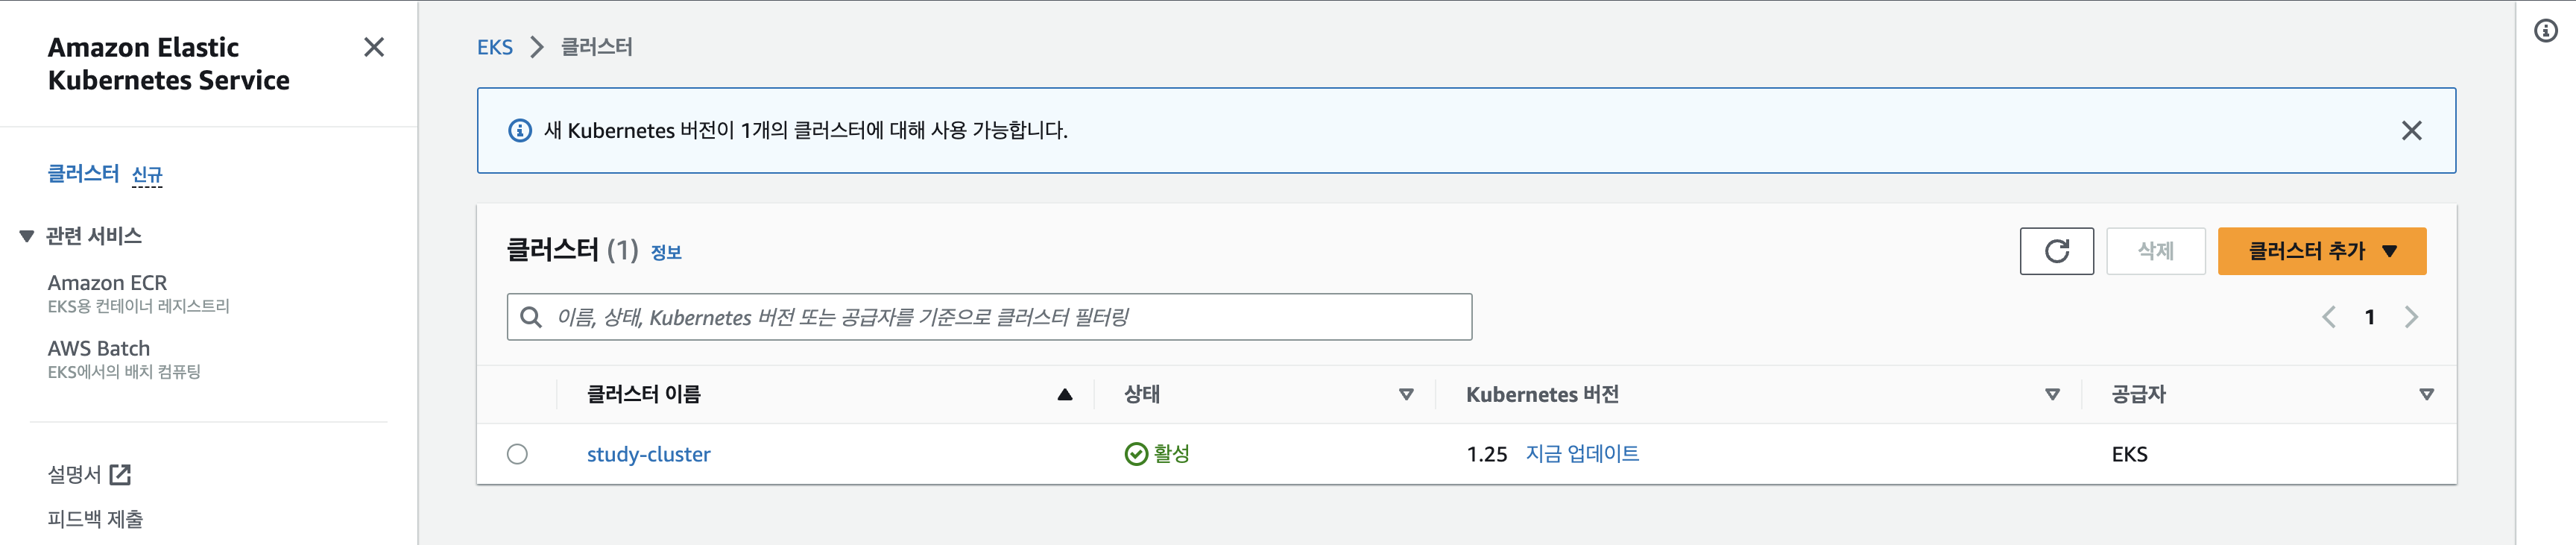 Amazon Elastic
Kubernetes Service
클러스터 신규
관련 서비스
Amazon ECR
EKS용 컨테이너 레지스트리
AWS Batch
EKS에서의 배치 컴퓨팅
설명서
피드백 제출
EKS 클러스터
새 Kubernetes 버전이 1개의 클러스터에 대해 사용 가능합니다.
클러스터 (1) 정보
삭제
클러스터 추가
이름, 상태, Kubernetes 버전 또는 공급자를 기준으로 클러스터 필터링
1
클러스터 이름 상태 Kubernetes 버전 공급자
study-cluster 활성 1.25 지금 업데이트 EKS